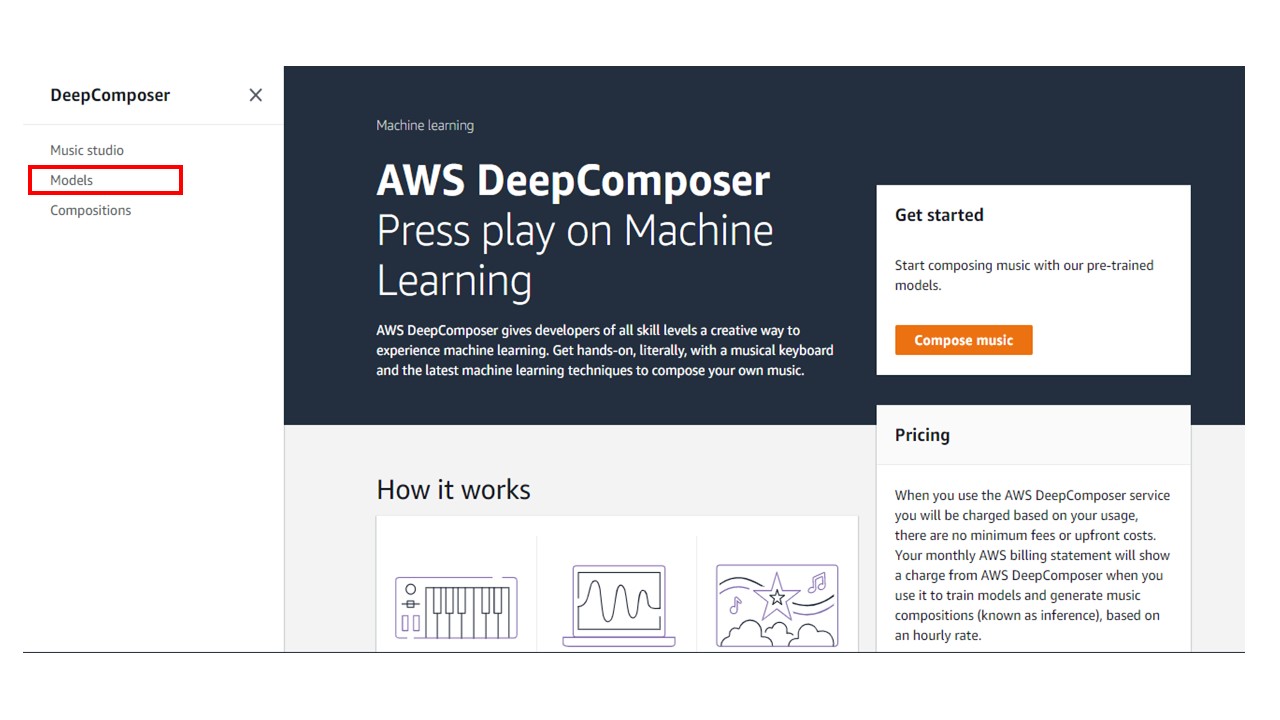 DeepComposer
Music studio
Models
Compositions
Machine learning
AWS DeepComposer
Press play on Machine
Learning
AWS DeepComposer gives developers of all skill levels a creative way to
experience machine learning. Get hands-on, literally, with a musical keyboard
and the latest machine learning techniques to compose your own music.
Get started
Start composing music with our pre-trained
models.
Compose music
Pricing
When you use the AWS DeepComposer service
you will be charged based on your usage,
there are no minimum fees or upfront costs.
Your monthly AWS billing statement will show
a charge from AWS DeepComposer when you
use it to train models and generate music
compositions (known as inference), based on
an hourly rate.
How it works